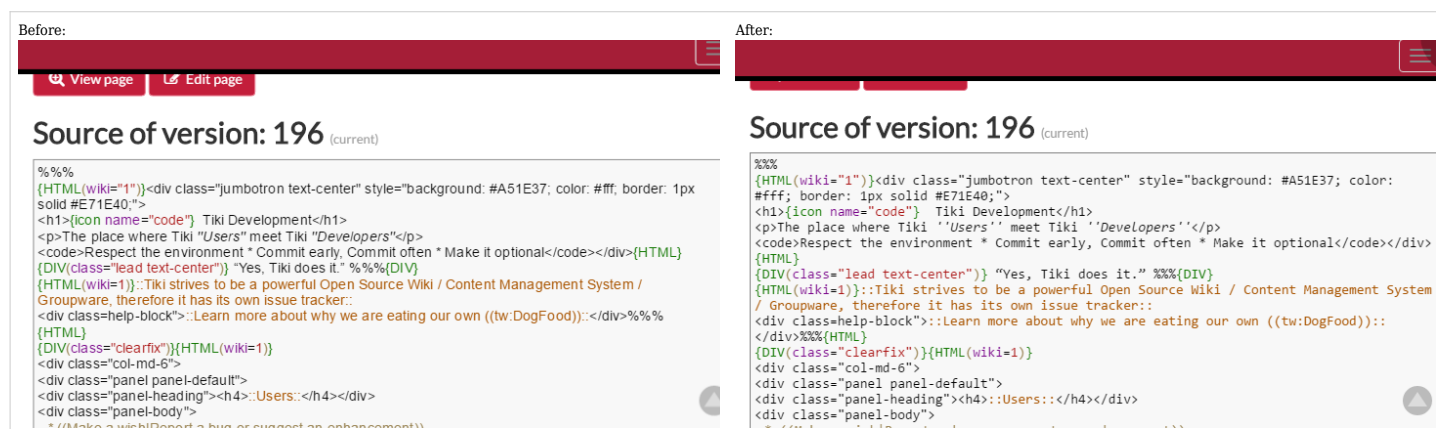 Before:
View page
Edit page
Source of version: 196 (current)
%%%
{HTML(wiki="1")}<div class="jumbotron text-center" style="background: #A51E37; color: #fff; border: 1px
solid #E71E40;">
<h1>{icon name="code"}  Tiki Development</h1>
<p>The place where Tiki ''Users'' meet Tiki ''Developers''</p>
<code>Respect the environment * Commit early, Commit often * Make it optional</code></div>{HTML}
{DIV(class="lead text-center")} “Yes, Tiki does it.” %%%{DIV}
{HTML(wiki=1)}::Tiki strives to be a powerful Open Source Wiki / Content Management System /
Groupware, therefore it has its own issue tracker::
<div class=help-block">::Learn more about why we are eating our own ((tw:DogFood))::</div>%%%
{HTML}
{DIV(class="clearfix")}{HTML(wiki=1)}
<div class="col-md-6">
<div class="panel panel-default">
<div class="panel-heading"><h4>::Users::</h4></div>
<div class="panel-body">
* ((Make a wish|Report a bug or suggest an enhancement))
After:
Source of version: 196 (current)
%%%
{HTML(wiki="1")}<div class="jumbotron text-center" style="background: #A51E37; color:
#fff; border: 1px solid #E71E40;">
<h1>{icon name="code"}  Tiki Development</h1>
<p>The place where Tiki ''Users'' meet Tiki ''Developers''</p>
<code>Respect the environment * Commit early, Commit often * Make it optional</code></div>
{HTML}
{DIV(class="lead text-center")} “Yes, Tiki does it.” %%%{DIV}
{HTML(wiki=1)}::Tiki strives to be a powerful Open Source Wiki / Content Management System
/ Groupware, therefore it has its own issue tracker::
<div class=help-block">::Learn more about why we are eating our own ((tw:DogFood))::
</div>%%%{HTML}
{DIV(class="clearfix")}{HTML(wiki=1)}
<div class="col-md-6">
<div class="panel panel-default">
<div class="panel-heading"><h4>::Users::</h4></div>
<div class="panel-body">